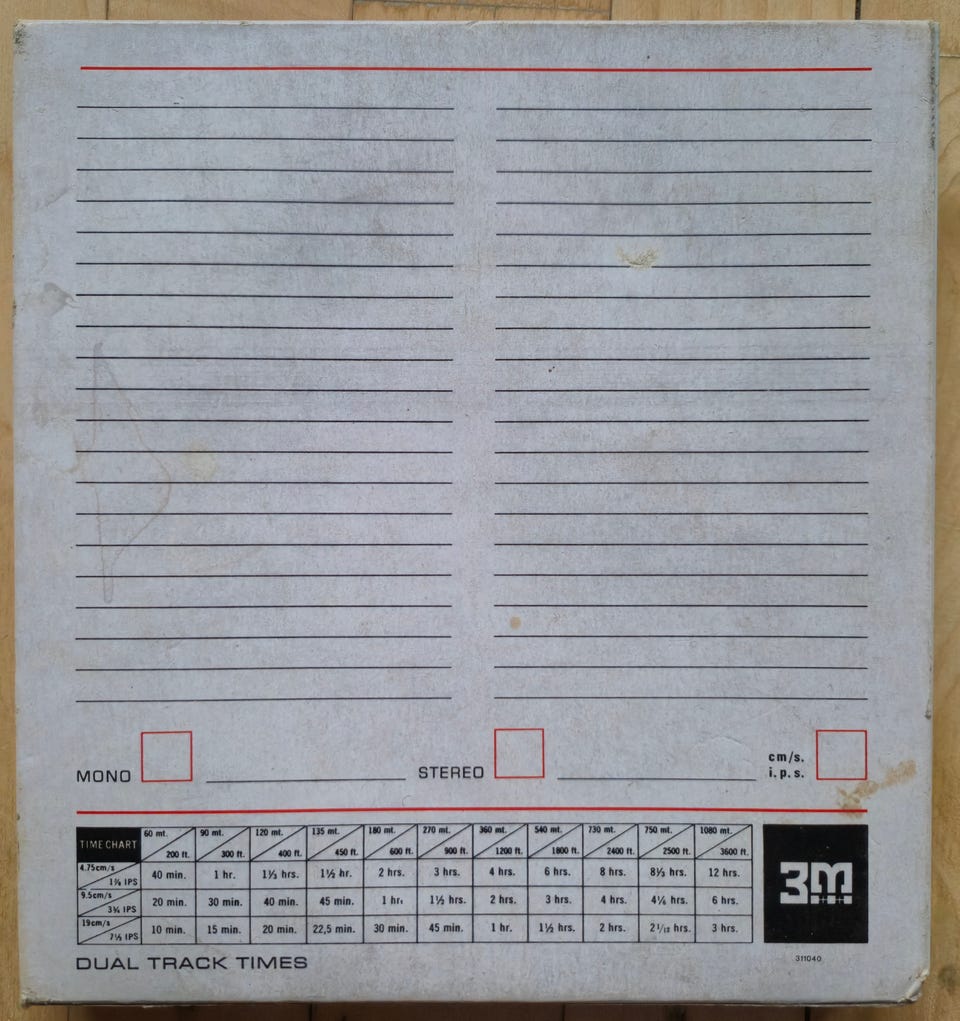 MONO STEREO cm/s.
i.p.s.
TIME CHART 60 mt. 200 ft. 90 mt. 300 ft. 120 mt. 400 ft. 135 mt. 450 ft. 180 mt. 600 ft. 270 mt. 900 ft. 360 mt. 1200 ft. 540 mt. 1800 ft. 730 mt. 2400 ft. 750 mt. 2500 ft. 1080 mt. 3600 ft.
4.75cm/s 1⅞ IPS 40 min. 1 hr. 1⅓ hrs. 1½ hr. 2 hrs. 3 hrs. 4 hrs. 6 hrs. 8 hrs. 8⅓ hrs. 12 hrs.
9.5cm/s 3¾ IPS 20 min. 30 min. 40 min. 45 min. 1 hr. 1½ hrs. 2 hrs. 3 hrs. 4 hrs. 4¼ hrs. 6 hrs.
19cm/s 7½ IPS 10 min. 15 min. 20 min. 22,5 min. 30 min. 45 min. 1 hr. 1½ hrs. 2 hrs. 2 1/12 hrs. 3 hrs.
3M
311040
DUAL TRACK TIMES